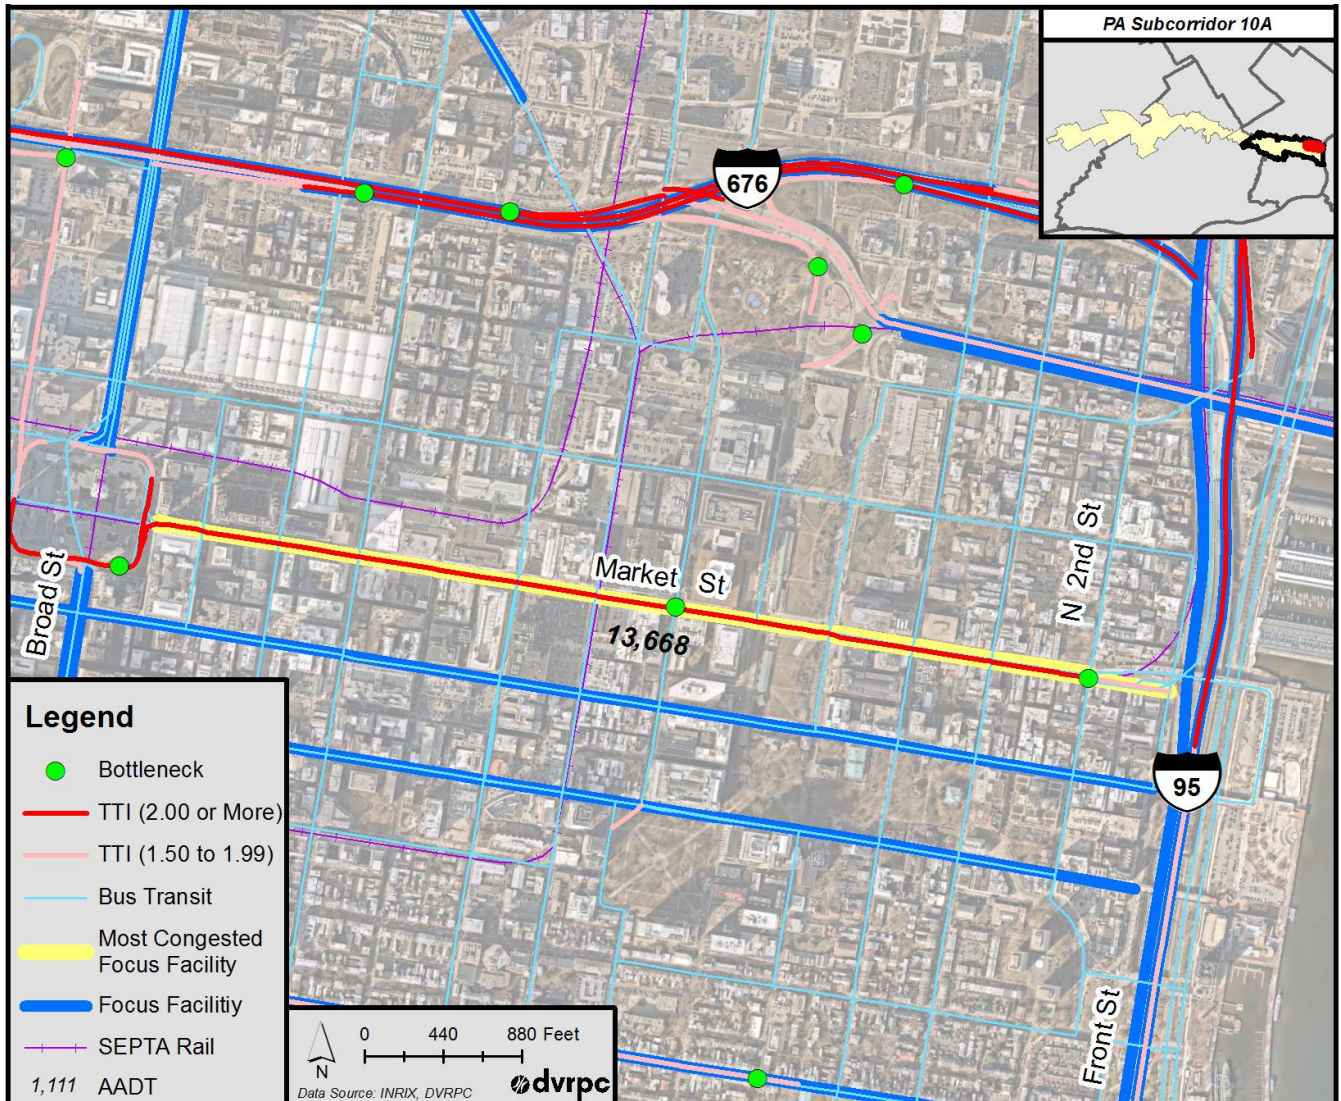 PA Subcorridor 10A
676
Market St
13,668
N 2nd St
Broad St
95
Front St
Legend
Bottleneck
TTI (2.00 or More)
TTI (1.50 to 1.99)
Bus Transit
Most Congested
Focus Facility
Focus Facilitiy
SEPTA Rail
1,111 AADT
0 440 880 Feet
N
Data Source: INRIX, DVRPC
dvrpc